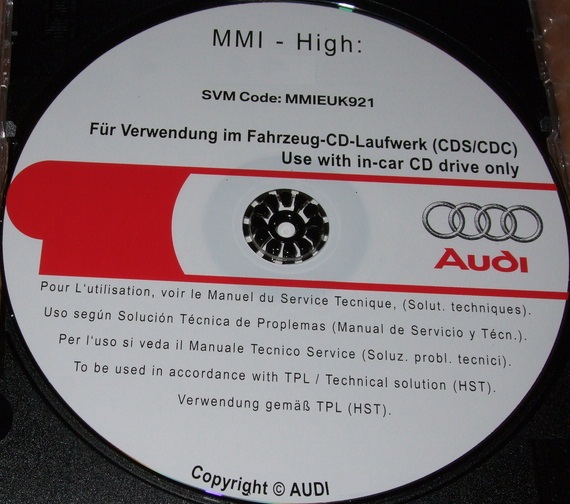 MMI - High:
SVM Code: MMIEUK921
Für Verwendung im Fahrzeug-CD-Laufwerk (CDS/CDC)
Use with in-car CD drive only
Audi
Pour L'utilisation, voir le Manuel du Service Tecnique, (Solut. techniques).
Uso según Solución Técnica de Proplemas (Manual de Servicio y Técn.).
Per l'uso si veda il Manuale Tecnico Service (Soluz. probl. tecnici).
To be used in accordance with TPL / Technical solution (HST).
Verwendung gemäß TPL (HST).
Copyright © AUDI